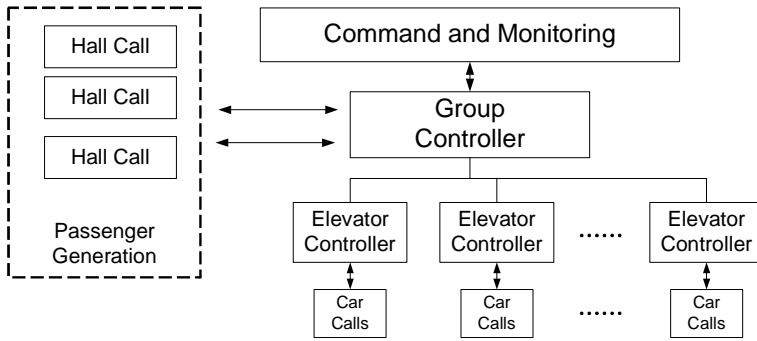 Hall Call
Hall Call
Hall Call
Passenger
Generation
Command and Monitoring
Group
Controller
Elevator
Controller
Elevator
Controller
......
Elevator
Controller
Car
Calls
Car
Calls
......
Car
Calls